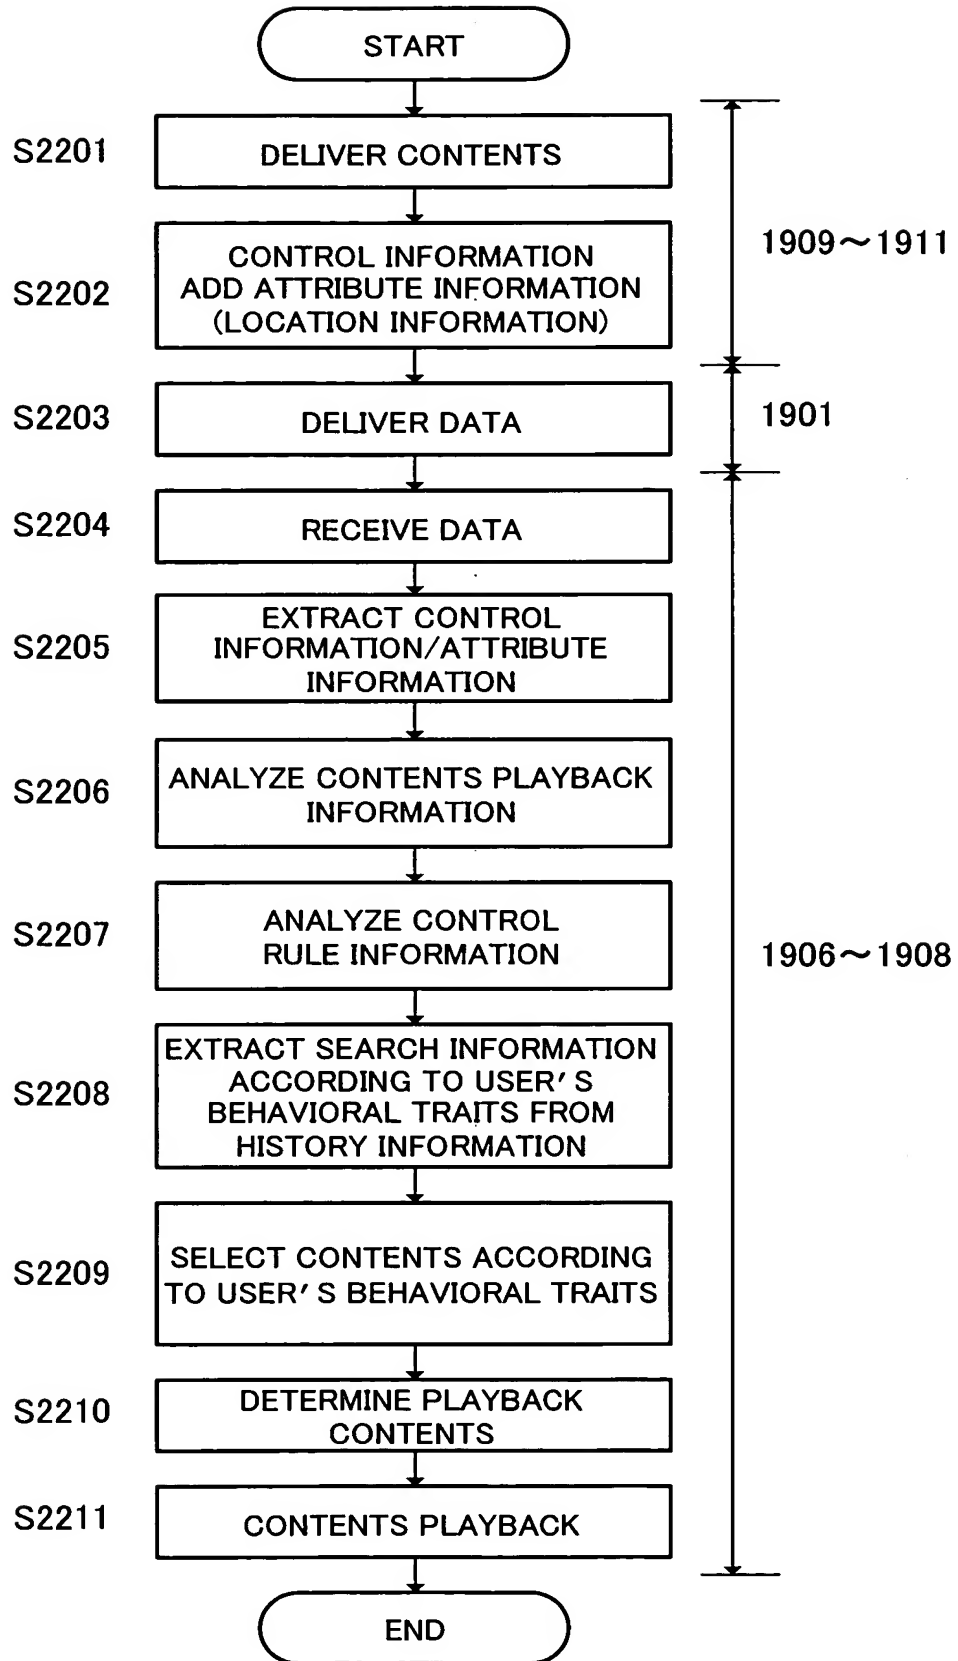 START
S2201
DELIVER CONTENTS
S2202
CONTROL INFORMATION
ADD ATTRIBUTE INFORMATION
(LOCATION INFORMATION)
1909～1911
S2203
DELIVER DATA
1901
S2204
RECEIVE DATA
S2205
EXTRACT CONTROL
INFORMATION/ATTRIBUTE
INFORMATION
S2206
ANALYZE CONTENTS PLAYBACK
INFORMATION
S2207
ANALYZE CONTROL
RULE INFORMATION
1906～1908
S2208
EXTRACT SEARCH INFORMATION
ACCORDING TO USER'S
BEHAVIORAL TRAITS FROM
HISTORY INFORMATION
S2209
SELECT CONTENTS ACCORDING
TO USER'S BEHAVIORAL TRAITS
S2210
DETERMINE PLAYBACK
CONTENTS
S2211
CONTENTS PLAYBACK
END